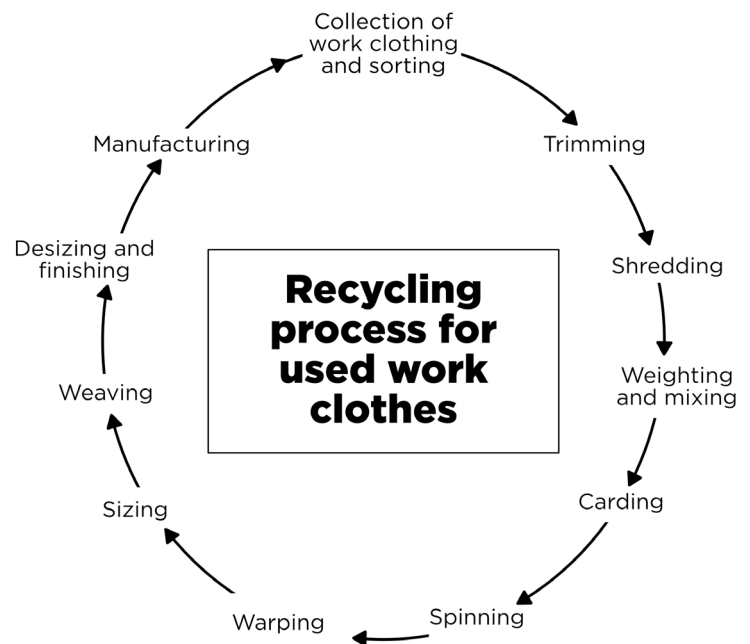 Collection of
work clothing
and sorting
Trimming
Shredding
Weighting
and mixing
Carding
Spinning
Warping
Sizing
Weaving
Desizing and
finishing
Manufacturing
Recycling
process for
used work
clothes